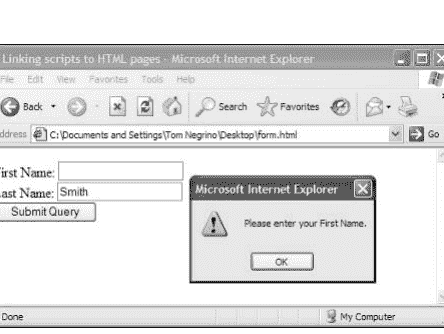 Linking scripts to HTML pages - Microsoft Internet Explorer
File Edit View Favorites Tools Help
Back Search Favorites
ddress C:\Documents and Settings\Tom Negrino\Desktop\form.html Go
irst Name:
Last Name: Smith
Submit Query
Microsoft Internet Explorer
Please enter your First Name.
OK
Done My Computer